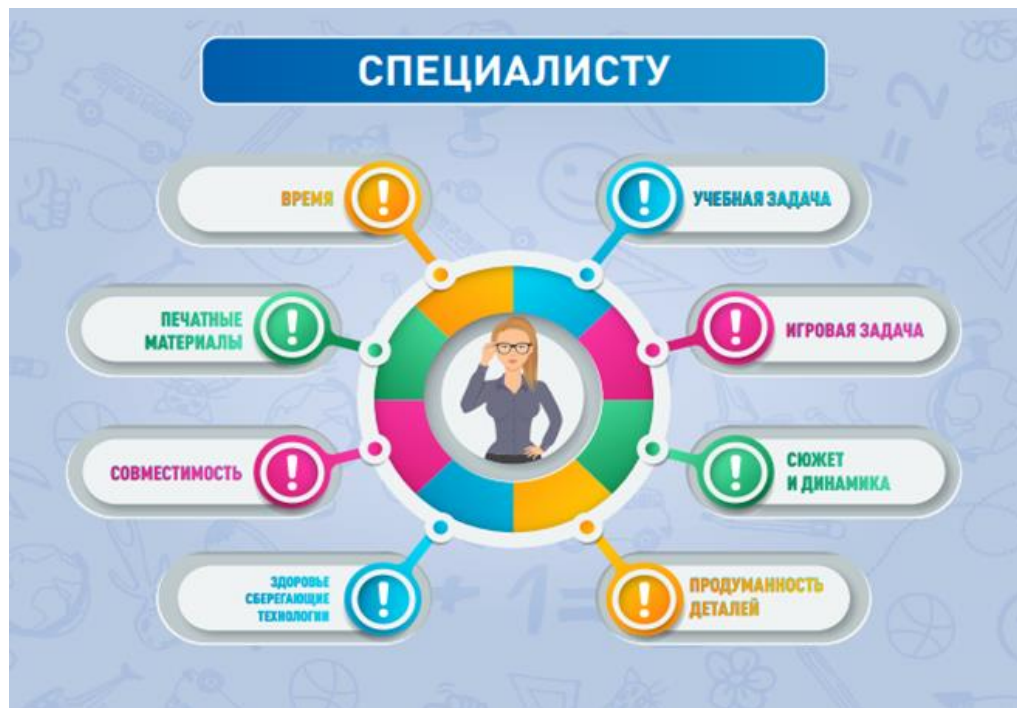 СПЕЦИАЛИСТУ
ВРЕМЯ
УЧЕБНАЯ ЗАДАЧА
ПЕЧАТНЫЕ
МАТЕРИАЛЫ
ИГРОВАЯ ЗАДАЧА
СОВМЕСТИМОСТЬ
СЮЖЕТ
И ДИНАМИКА
ЗДОРОВЬЕ
СБЕРЕГАЮЩИЕ
ТЕХНОЛОГИИ
ПРОДУМАННОСТЬ
ДЕТАЛЕЙ